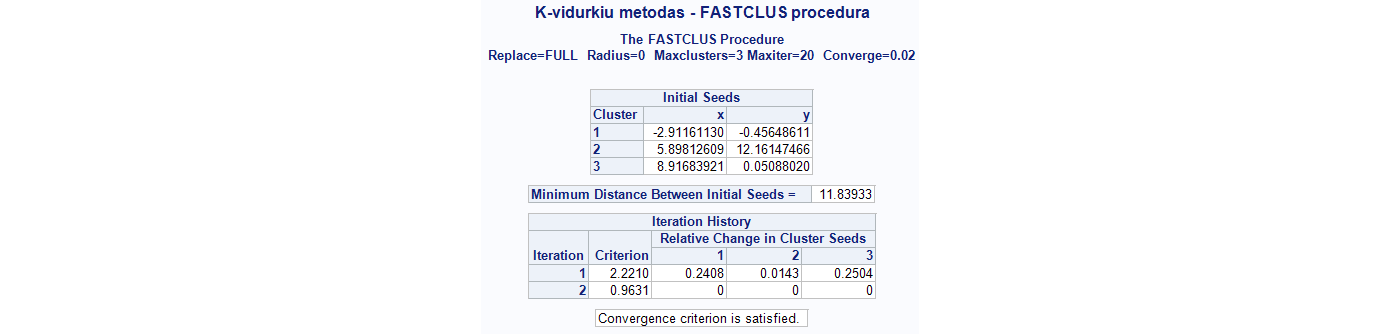 K-vidurkiu metodas - FASTCLUS procedura
The FASTCLUS Procedure
Replace=FULL Radius=0 Maxclusters=3 Maxiter=20 Converge=0.02
Initial Seeds
Cluster x y
1 -2.91161130 -0.45648611
2 5.89812609 12.16147466
3 8.91683921 0.05088020
Minimum Distance Between Initial Seeds = 11.83933
Iteration History
Relative Change in Cluster Seeds
Iteration Criterion 1 2 3
1 2.2210 0.2408 0.0143 0.2504
2 0.9631 0 0 0
Convergence criterion is satisfied.